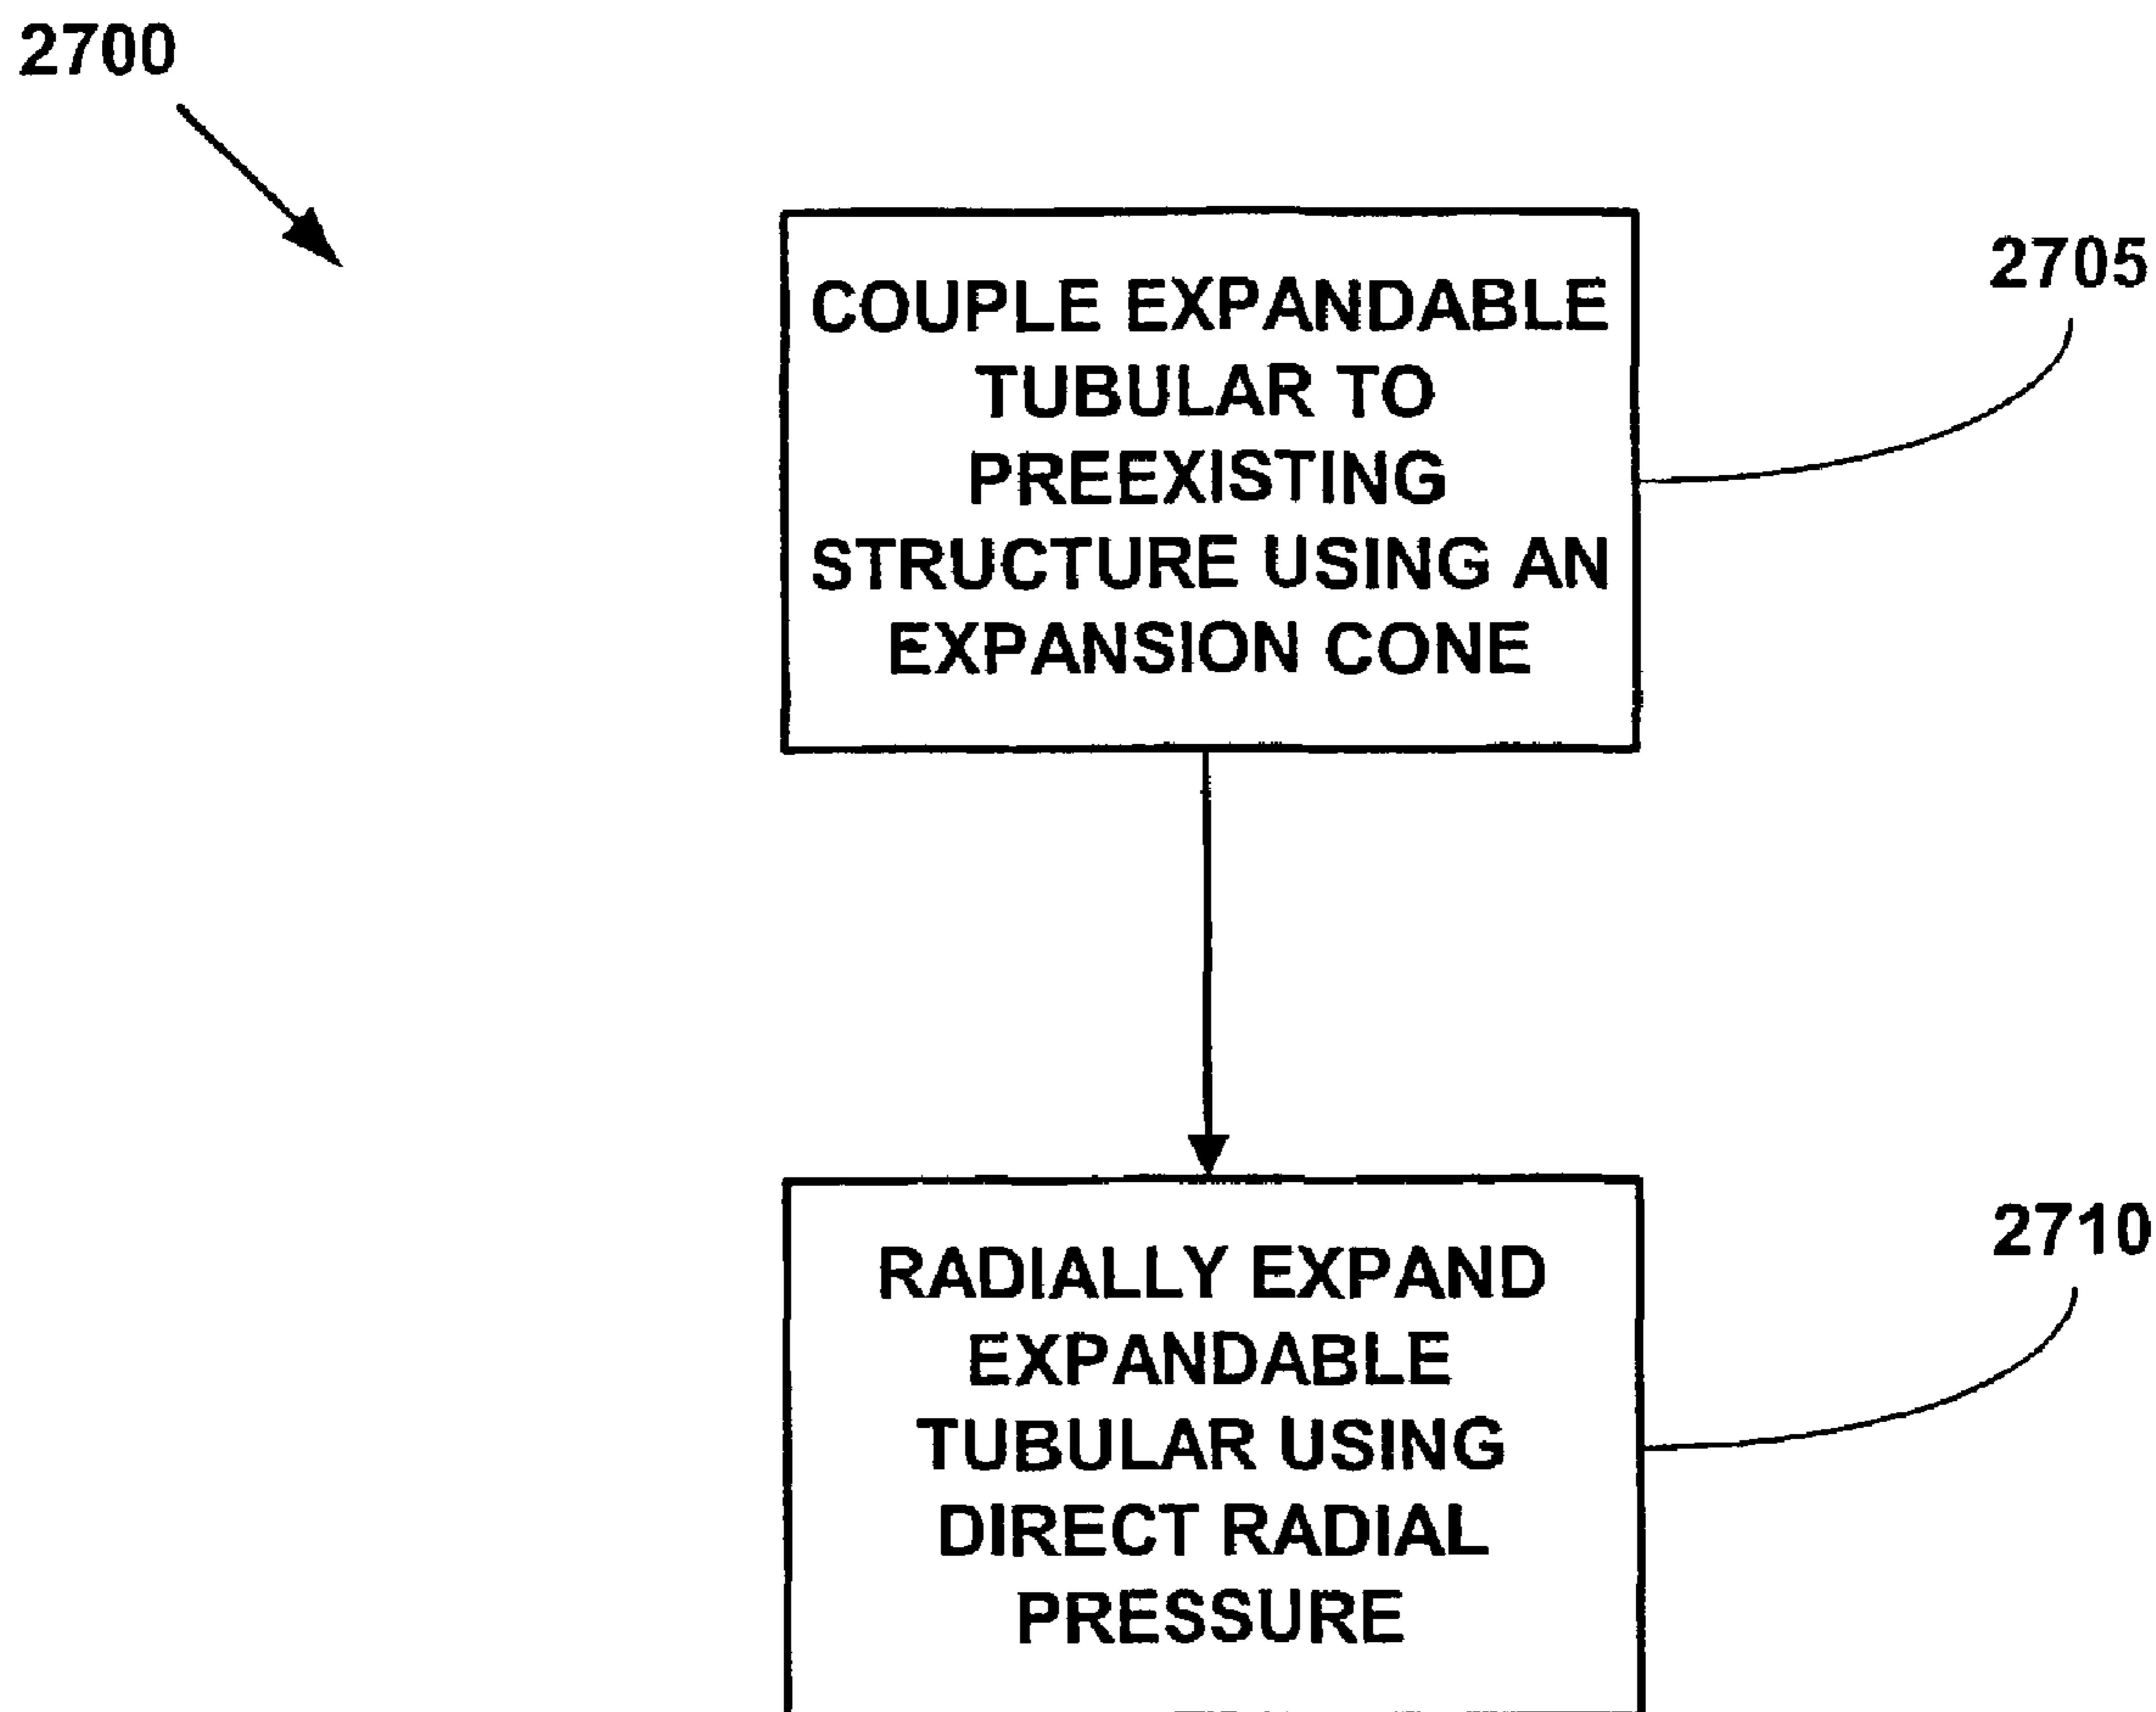 2700
COUPLE EXPANDABLE
TUBULAR TO
PREEXISTING
STRUCTURE USING AN
EXPANSION CONE
2705
RADIALLY EXPAND
EXPANDABLE
TUBULAR USING
DIRECT RADIAL
PRESSURE
2710